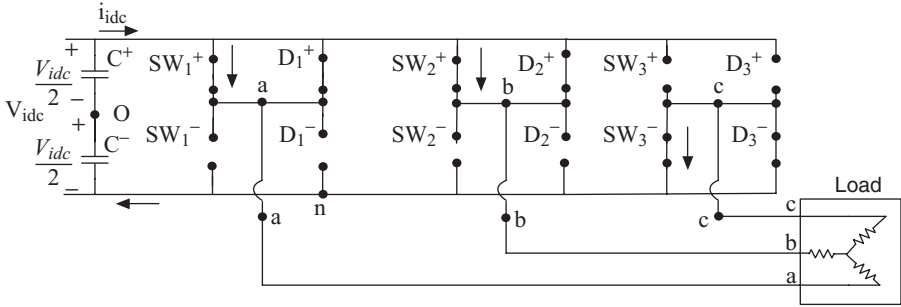 i_idc
+
C⁺
V_idc/2
−
V_idc
O
+
C⁻
V_idc/2
−
SW₁⁺
D₁⁺
a
SW₁⁻
D₁⁻
n
a
SW₂⁺
D₂⁺
b
SW₂⁻
D₂⁻
b
SW₃⁺
D₃⁺
c
SW₃⁻
D₃⁻
c
Load
c
b
a